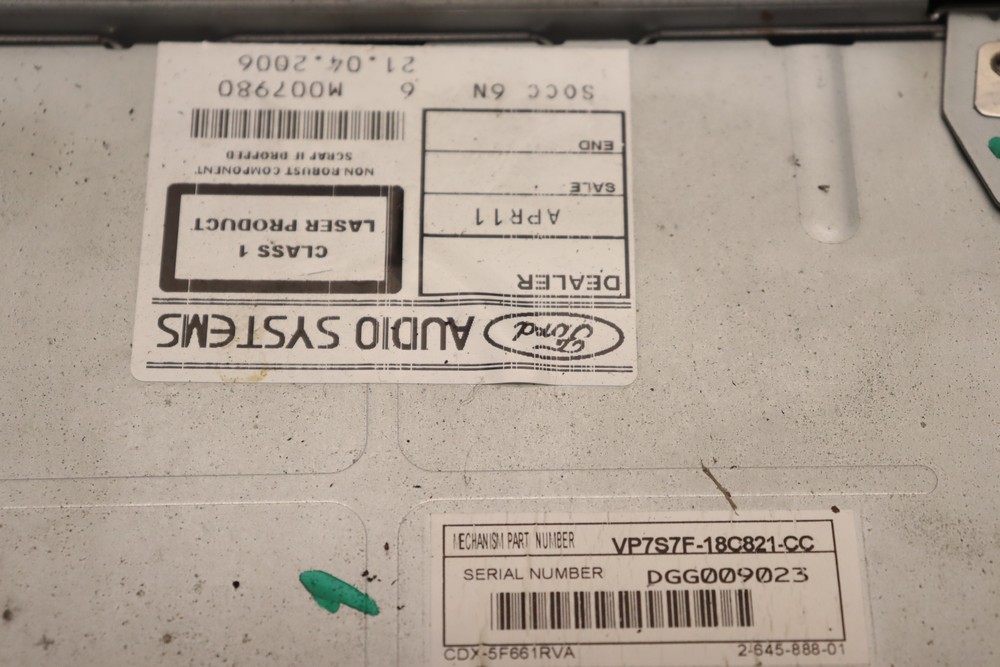 Ford AUDIO SYSTEMS
DEALER
APR11
SALE
END
SOCC 6N
CLASS 1
LASER PRODUCT
NON ROBUST COMPONENT
SCRAP IF DROPPED
6 M007980
21.04.2006
MECHANISM PART NUMBER VP7S7F-18C821-CC
SERIAL NUMBER DGG009023
CDX-5F661RVA 2-645-888-01